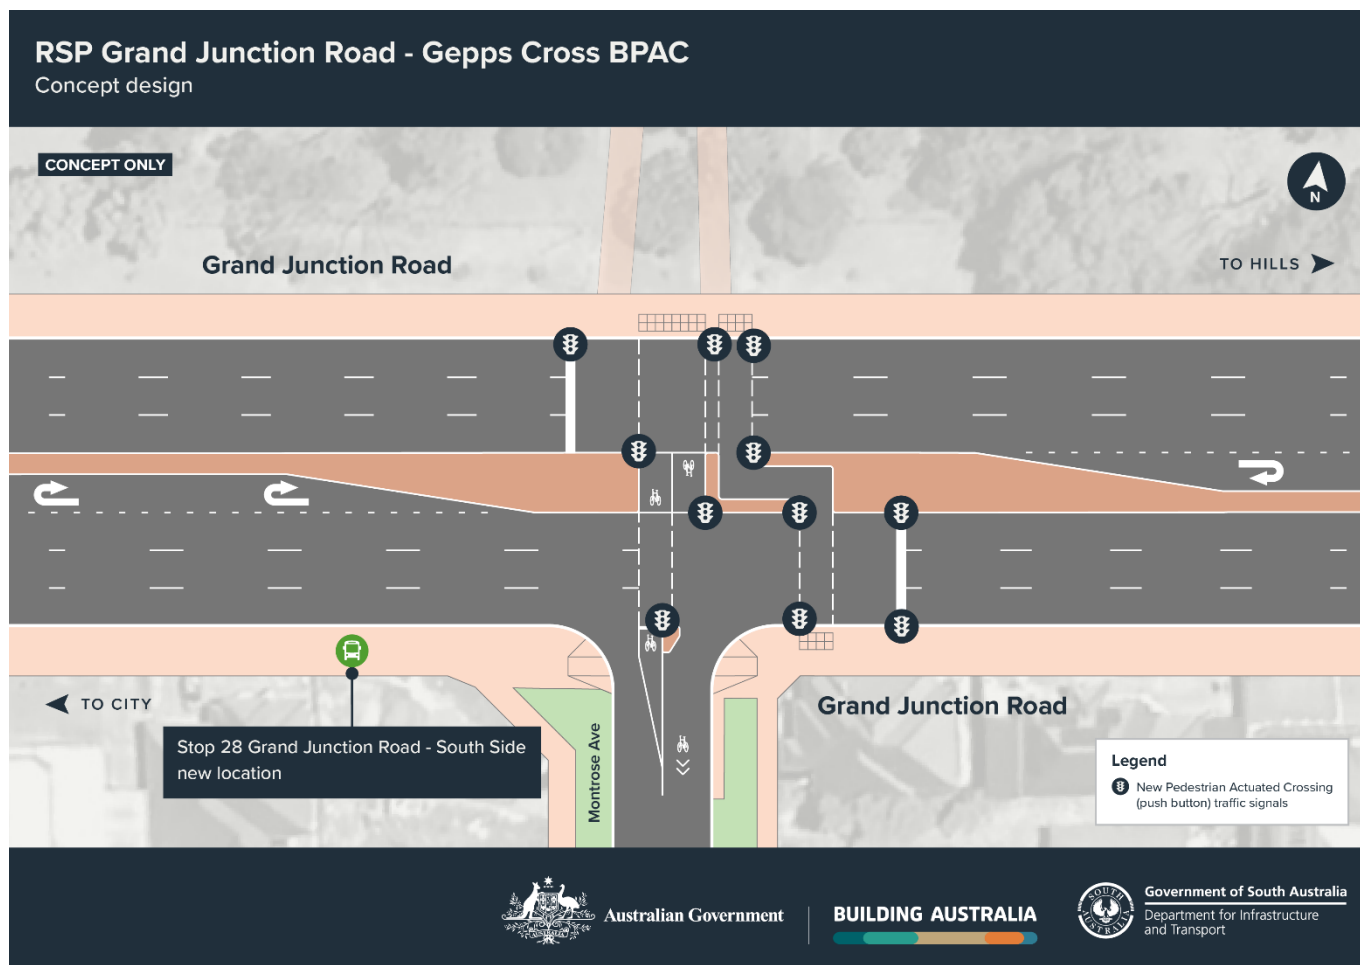 RSP Grand Junction Road - Gepps Cross BPAC
Concept design
CONCEPT ONLY
N
Grand Junction Road
TO HILLS
TO CITY
Stop 28 Grand Junction Road - South Side
new location
Montrose Ave
Grand Junction Road
Legend
New Pedestrian Actuated Crossing
(push button) traffic signals
Australian Government
BUILDING AUSTRALIA
SOUTH AUSTRALIA
Government of South Australia
Department for Infrastructure
and Transport